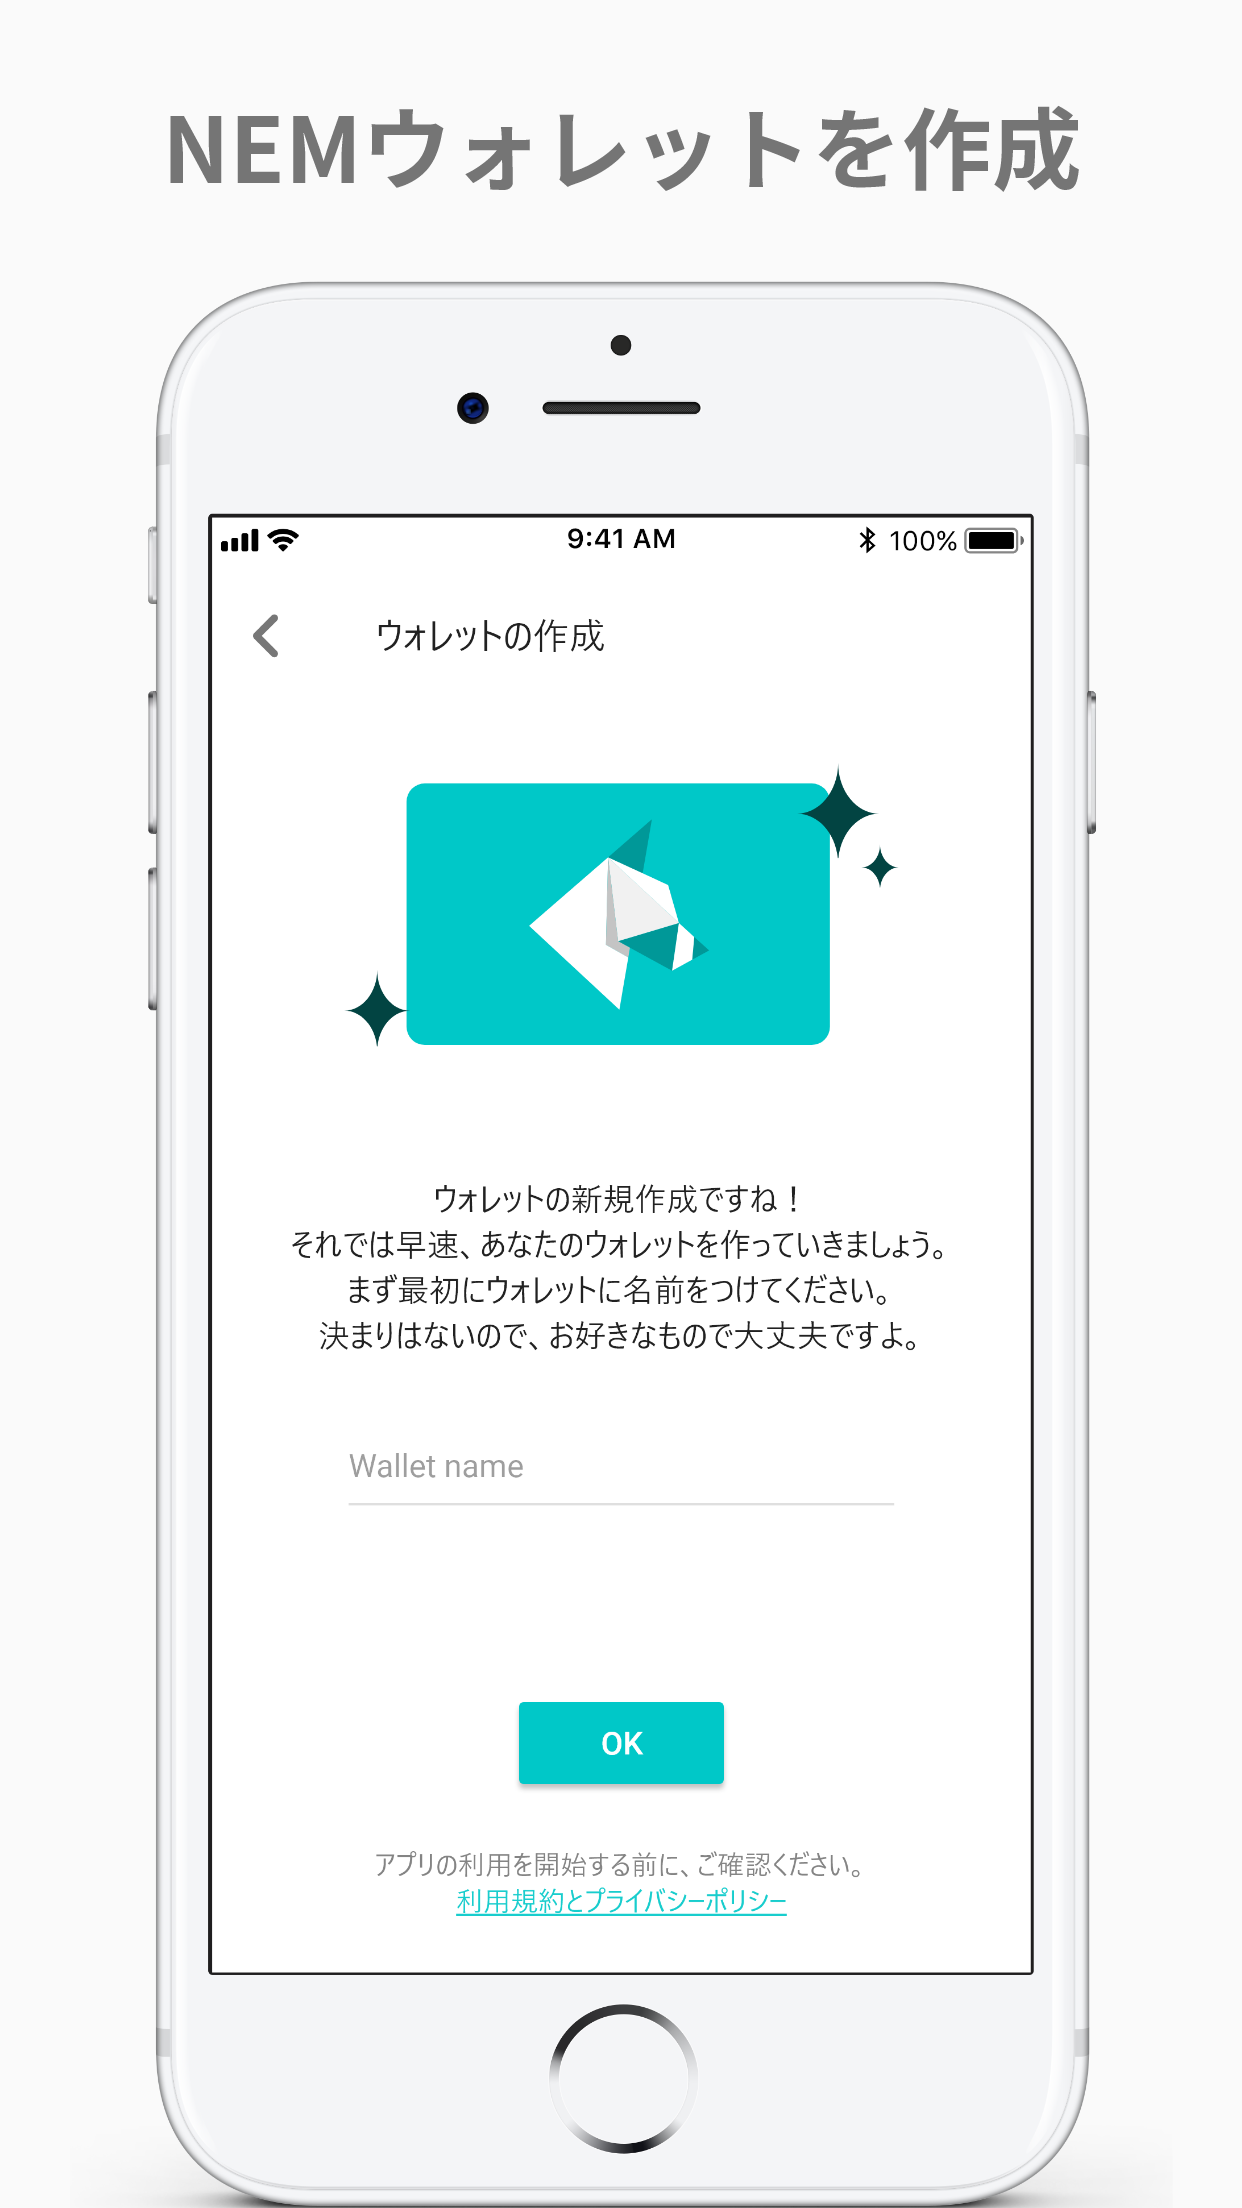 NEMウォレットを作成
9:41 AM
100%
ウォレットの作成
ウォレットの新規作成ですね！
それでは早速、あなたのウォレットを作っていきましょう。
まず最初にウォレットに名前をつけてください。
決まりはないので、お好きなもので大丈夫ですよ。
Wallet name
OK
アプリの利用を開始する前に、ご確認ください。
利用規約とプライバシーポリシー